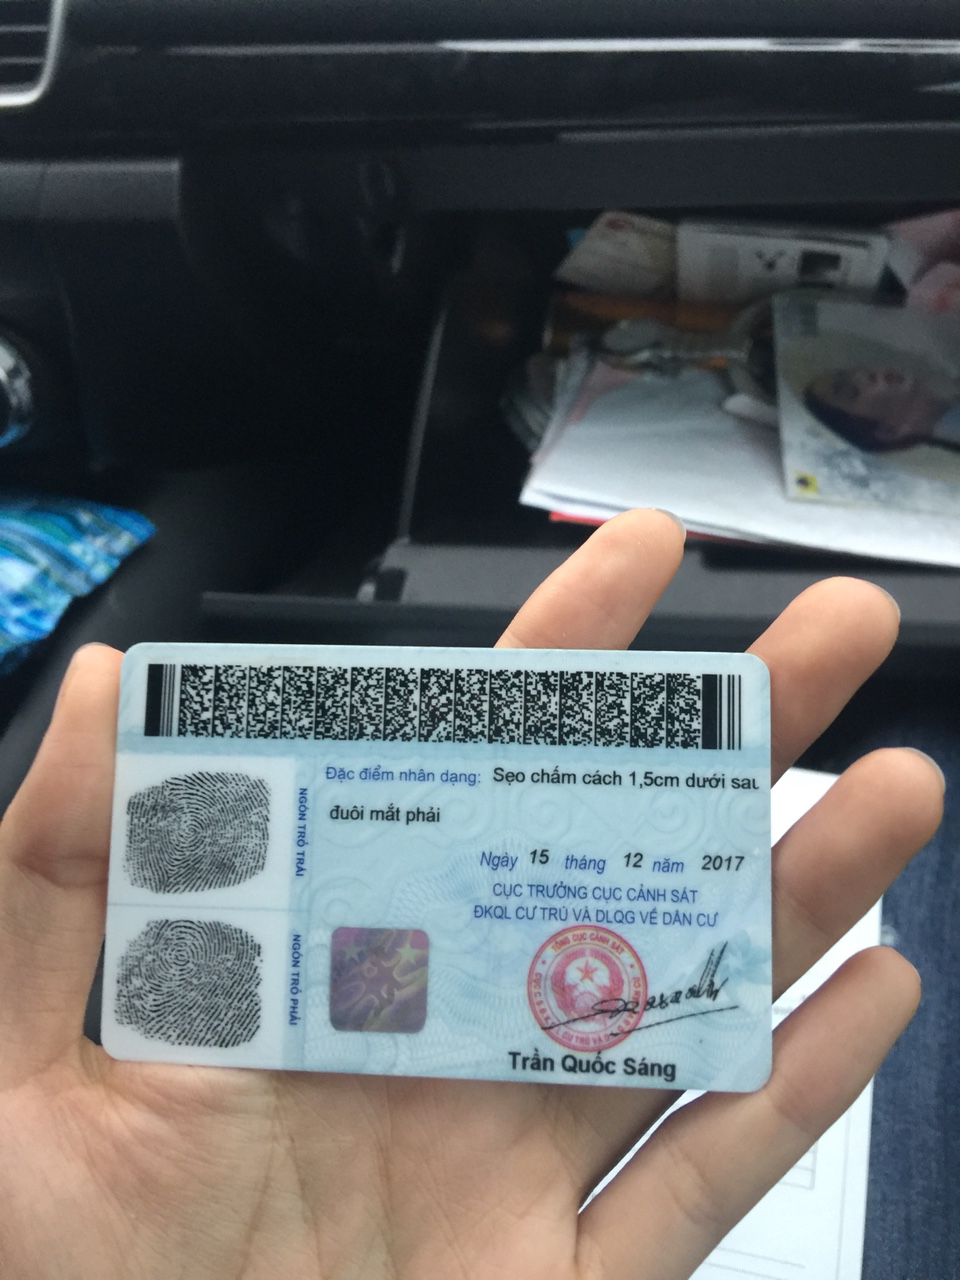 Đặc điểm nhân dạng: Sẹo chấm cách 1,5cm dưới sau
đuôi mắt phải
NGÓN TRỎ TRÁI
Ngày 15 tháng 12 năm 2017
CỤC TRƯỞNG CỤC CẢNH SÁT
ĐKQL CƯ TRÚ VÀ DLQG VỀ DÂN CƯ
NGÓN TRỎ PHẢI
TỔNG CỤC CẢNH SÁT
Trần Quốc Sáng